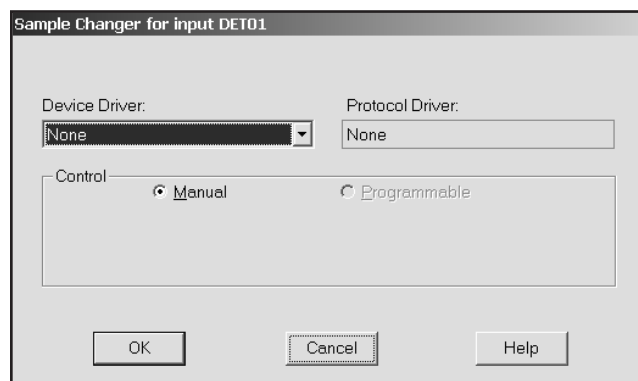 Sample Changer for input DET01
Device Driver:
Protocol Driver:
None
None
Control
Manual
Programmable
OK
Cancel
Help